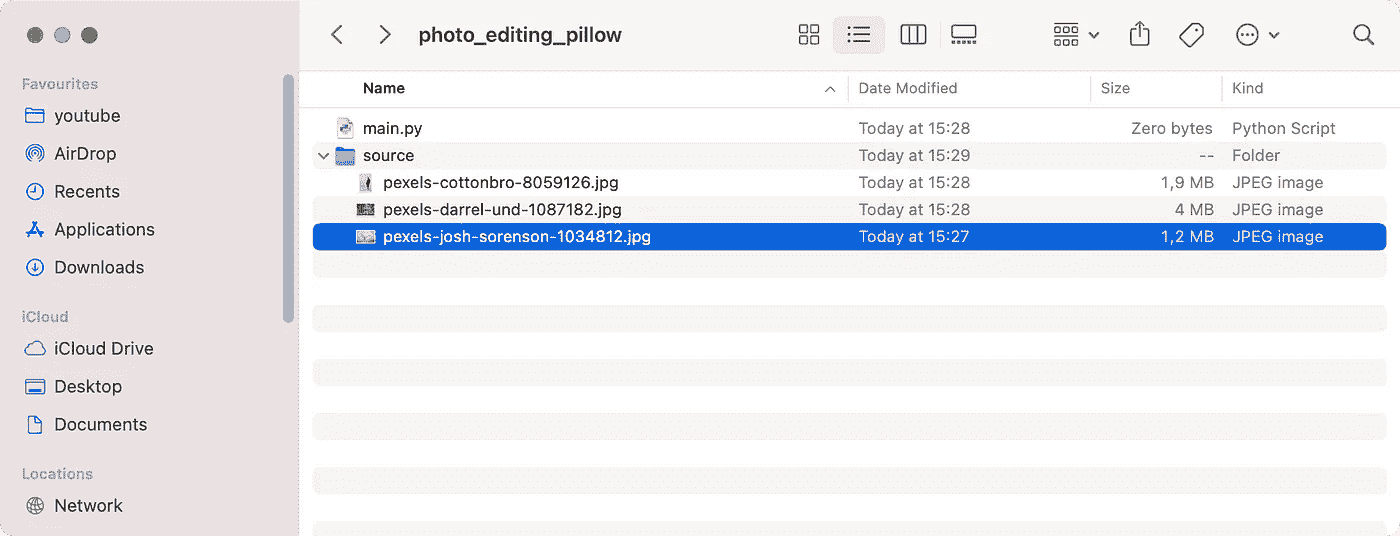 photo_editing_pillow
Favourites
youtube
AirDrop
Recents
Applications
Downloads
iCloud
iCloud Drive
Desktop
Documents
Locations
Network
Name Date Modified Size Kind
main.py Today at 15:28 Zero bytes Python Script
source Today at 15:29 -- Folder
pexels-cottonbro-8059126.jpg Today at 15:28 1,9 MB JPEG image
pexels-darrel-und-1087182.jpg Today at 15:28 4 MB JPEG image
pexels-josh-sorenson-1034812.jpg Today at 15:27 1,2 MB JPEG image